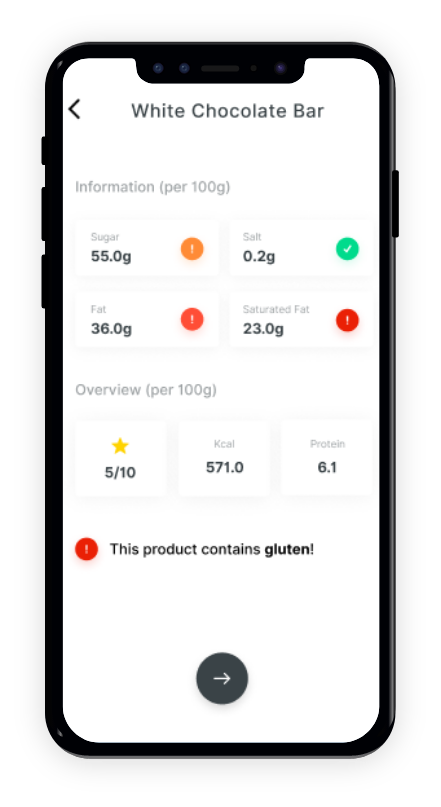 White Chocolate Bar
Information (per 100g)
Sugar
55.0g
Salt
0.2g
Fat
36.0g
Saturated Fat
23.0g
Overview (per 100g)
5/10
Kcal
571.0
Protein
6.1
This product contains gluten!